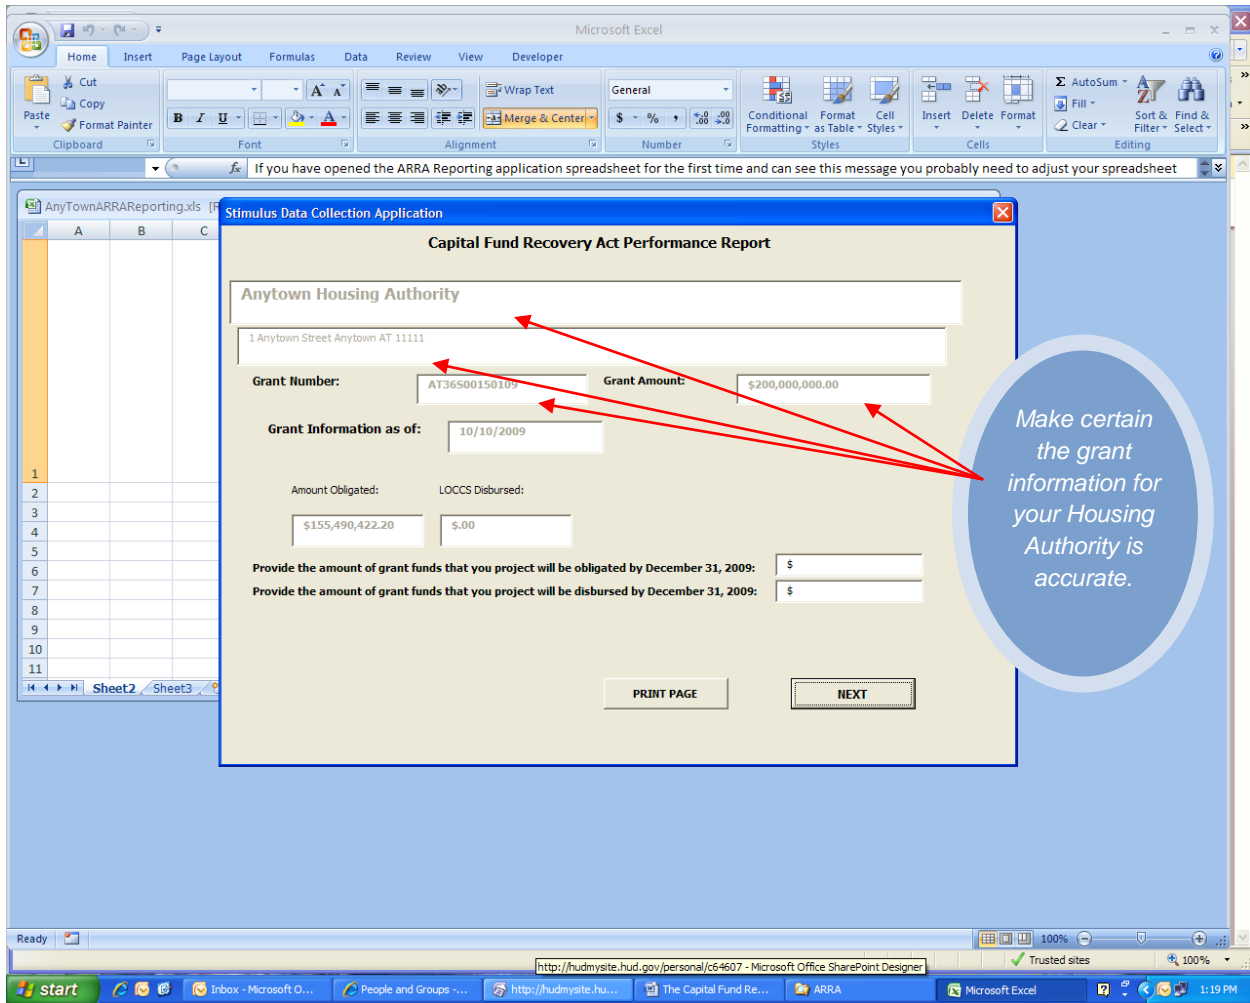 Microsoft Excel
Home Insert Page Layout Formulas Data Review View Developer
Paste
Cut
Copy
Format Painter
Clipboard
B I U
Font
Wrap Text
Merge & Center
Alignment
General
$ % ,
Number
Conditional Formatting
Format as Table
Cell Styles
Styles
Insert Delete Format
Cells
Σ AutoSum
Fill
Clear
Sort & Filter
Find & Select
Editing
fx If you have opened the ARRA Reporting application spreadsheet for the first time and can see this message you probably need to adjust your spreadsheet
AnyTownARRAReporting.xls [R
A B C
1
2
3
4
5
6
7
8
9
10
11
Sheet2 Sheet3
Stimulus Data Collection Application
Capital Fund Recovery Act Performance Report
Anytown Housing Authority
1 Anytown Street Anytown AT 11111
Grant Number: AT36S00150109 Grant Amount: $200,000,000.00
Grant Information as of: 10/10/2009
Amount Obligated: LOCCS Disbursed:
$155,490,422.20 $.00
Provide the amount of grant funds that you project will be obligated by December 31, 2009: $
Provide the amount of grant funds that you project will be disbursed by December 31, 2009: $
PRINT PAGE NEXT
Make certain
the grant
information for
your Housing
Authority is
accurate.
Ready 100%
Trusted sites 100%
http://hudmysite.hud.gov/personal/c64607 - Microsoft Office SharePoint Designer
start Inbox - Microsoft O... People and Groups -... http://hudmysite.hu... The Capital Fund Re... ARRA Microsoft Excel 1:19 PM